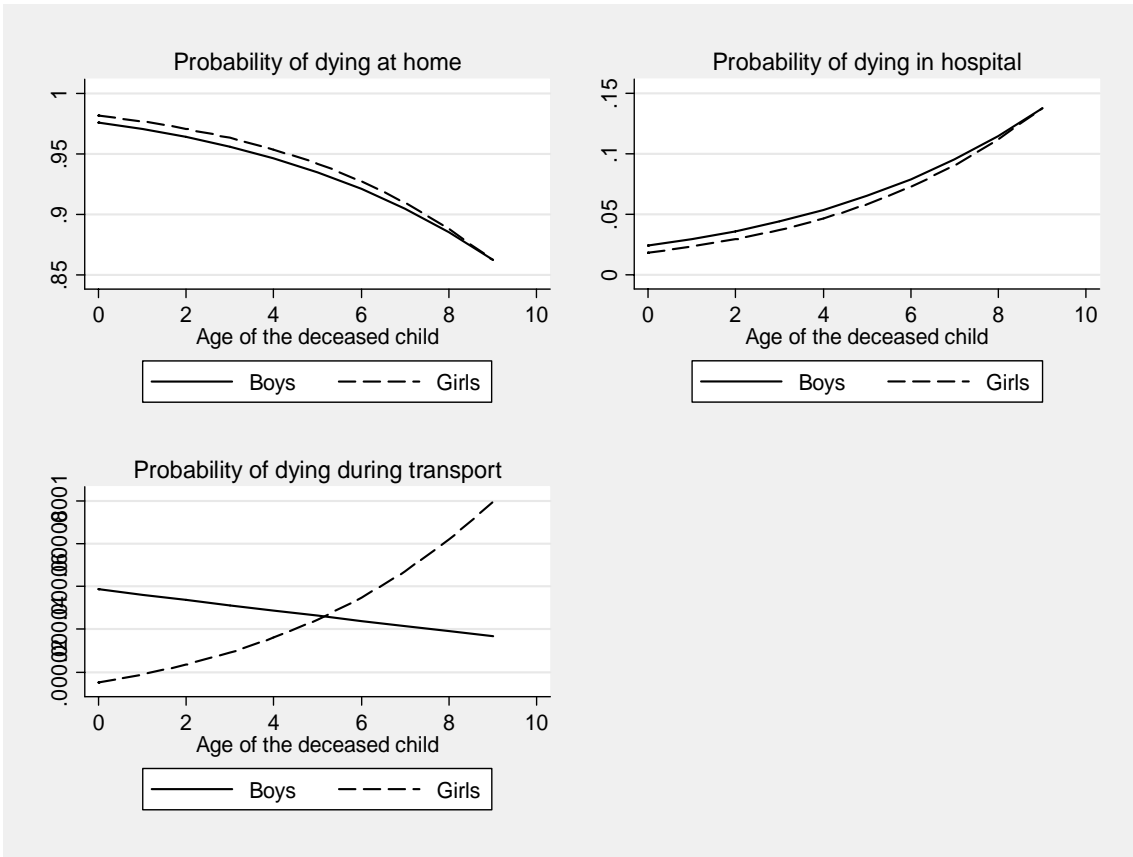 Probability of dying at home
1
.95
.9
.85
0 2 4 6 8 10
Age of the deceased child
Boys Girls
Probability of dying in hospital
.15
.1
.05
0
0 2 4 6 8 10
Age of the deceased child
Boys Girls
Probability of dying during transport
0 2 4 6 8 10
Age of the deceased child
Boys Girls